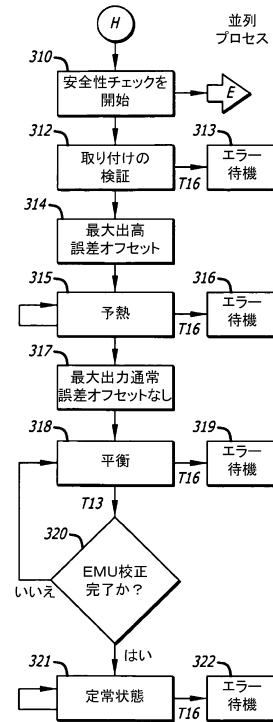 H
並列
プロセス
310
安全性チェックを
開始
E
312
取り付けの
検証
T16
313
エラー
待機
314
最大出高
誤差オフセット
315
予熱
T16
316
エラー
待機
317
最大出力通常
誤差オフセットなし
318
平衡
T16
319
エラー
待機
T13
320
EMU校正
完了か？
いいえ
はい
321
定常状態
T16
322
エラー
待機